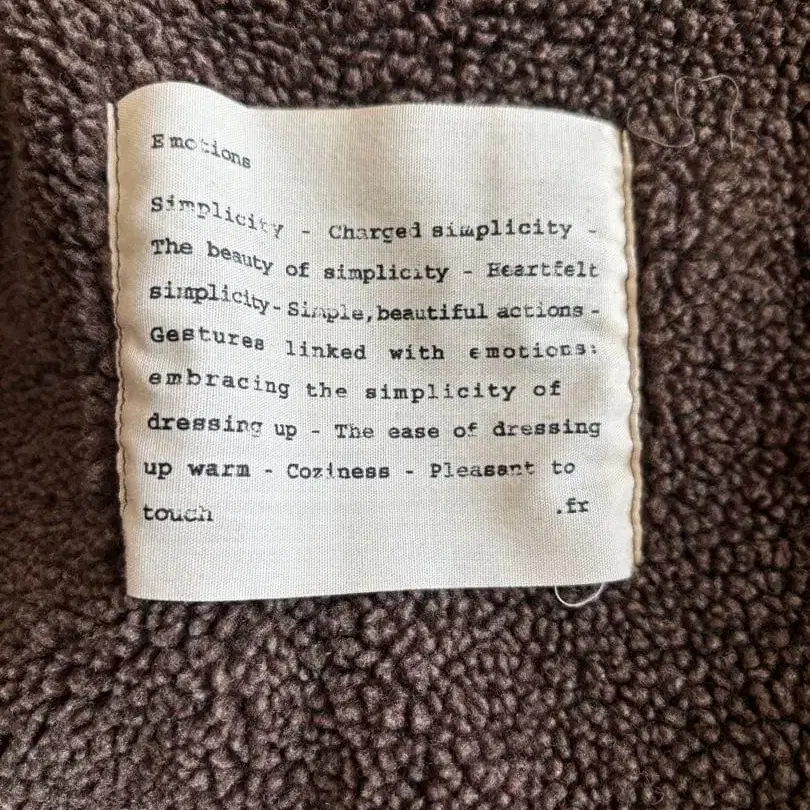 Emotions
Simplicity - Charged simplicity -
The beauty of simplicity - Heartfelt
simplicity - Simple, beautiful actions -
Gestures linked with emotions:
embracing the simplicity of
dressing up - The ease of dressing
up warm - Coziness - Pleasant to
touch .fr